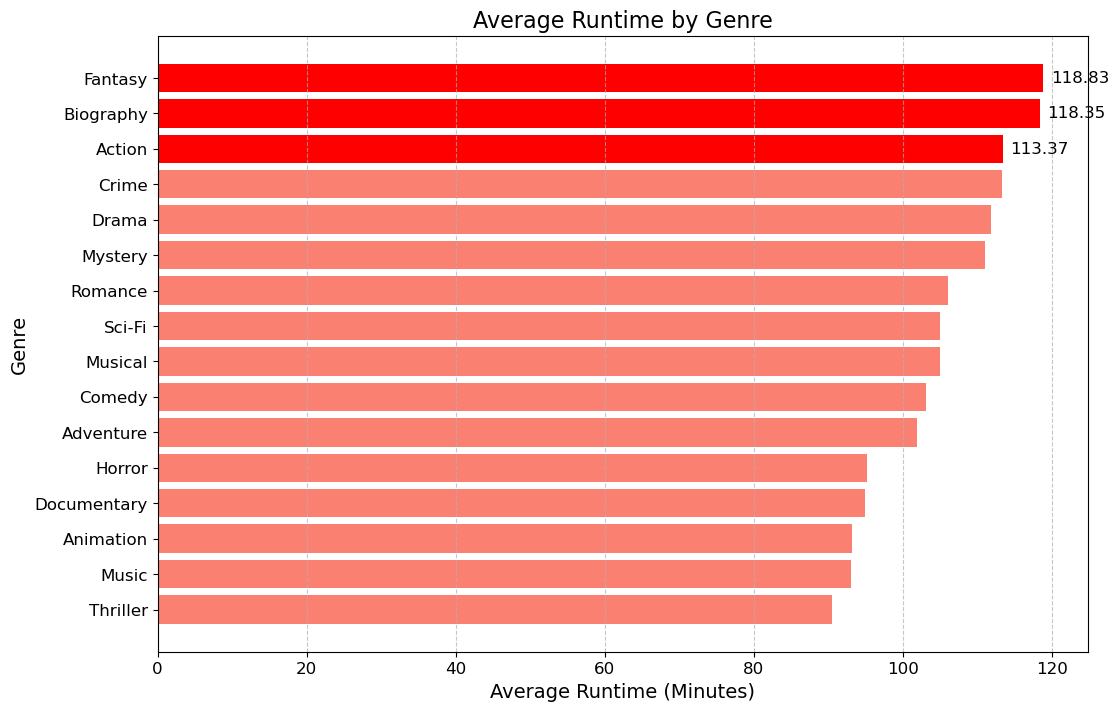 Average Runtime by Genre
Genre
Fantasy 118.83
Biography 118.35
Action 113.37
Crime
Drama
Mystery
Romance
Sci-Fi
Musical
Comedy
Adventure
Horror
Documentary
Animation
Music
Thriller
0 20 40 60 80 100 120
Average Runtime (Minutes)